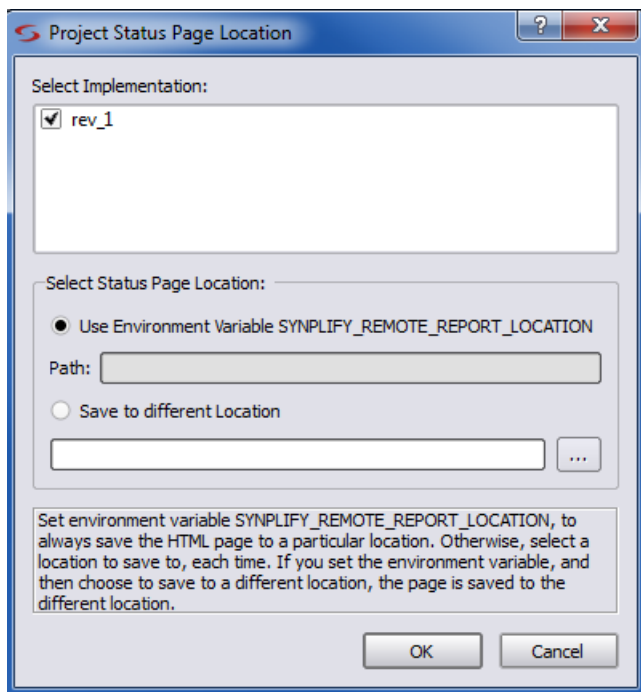 Project Status Page Location
?
X
Select Implementation:
rev_1
Select Status Page Location:
Use Environment Variable SYNPLIFY_REMOTE_REPORT_LOCATION
Path:
Save to different Location
...
Set environment variable SYNPLIFY_REMOTE_REPORT_LOCATION, to
always save the HTML page to a particular location. Otherwise, select a
location to save to, each time. If you set the environment variable, and
then choose to save to a different location, the page is saved to the
different location.
OK
Cancel